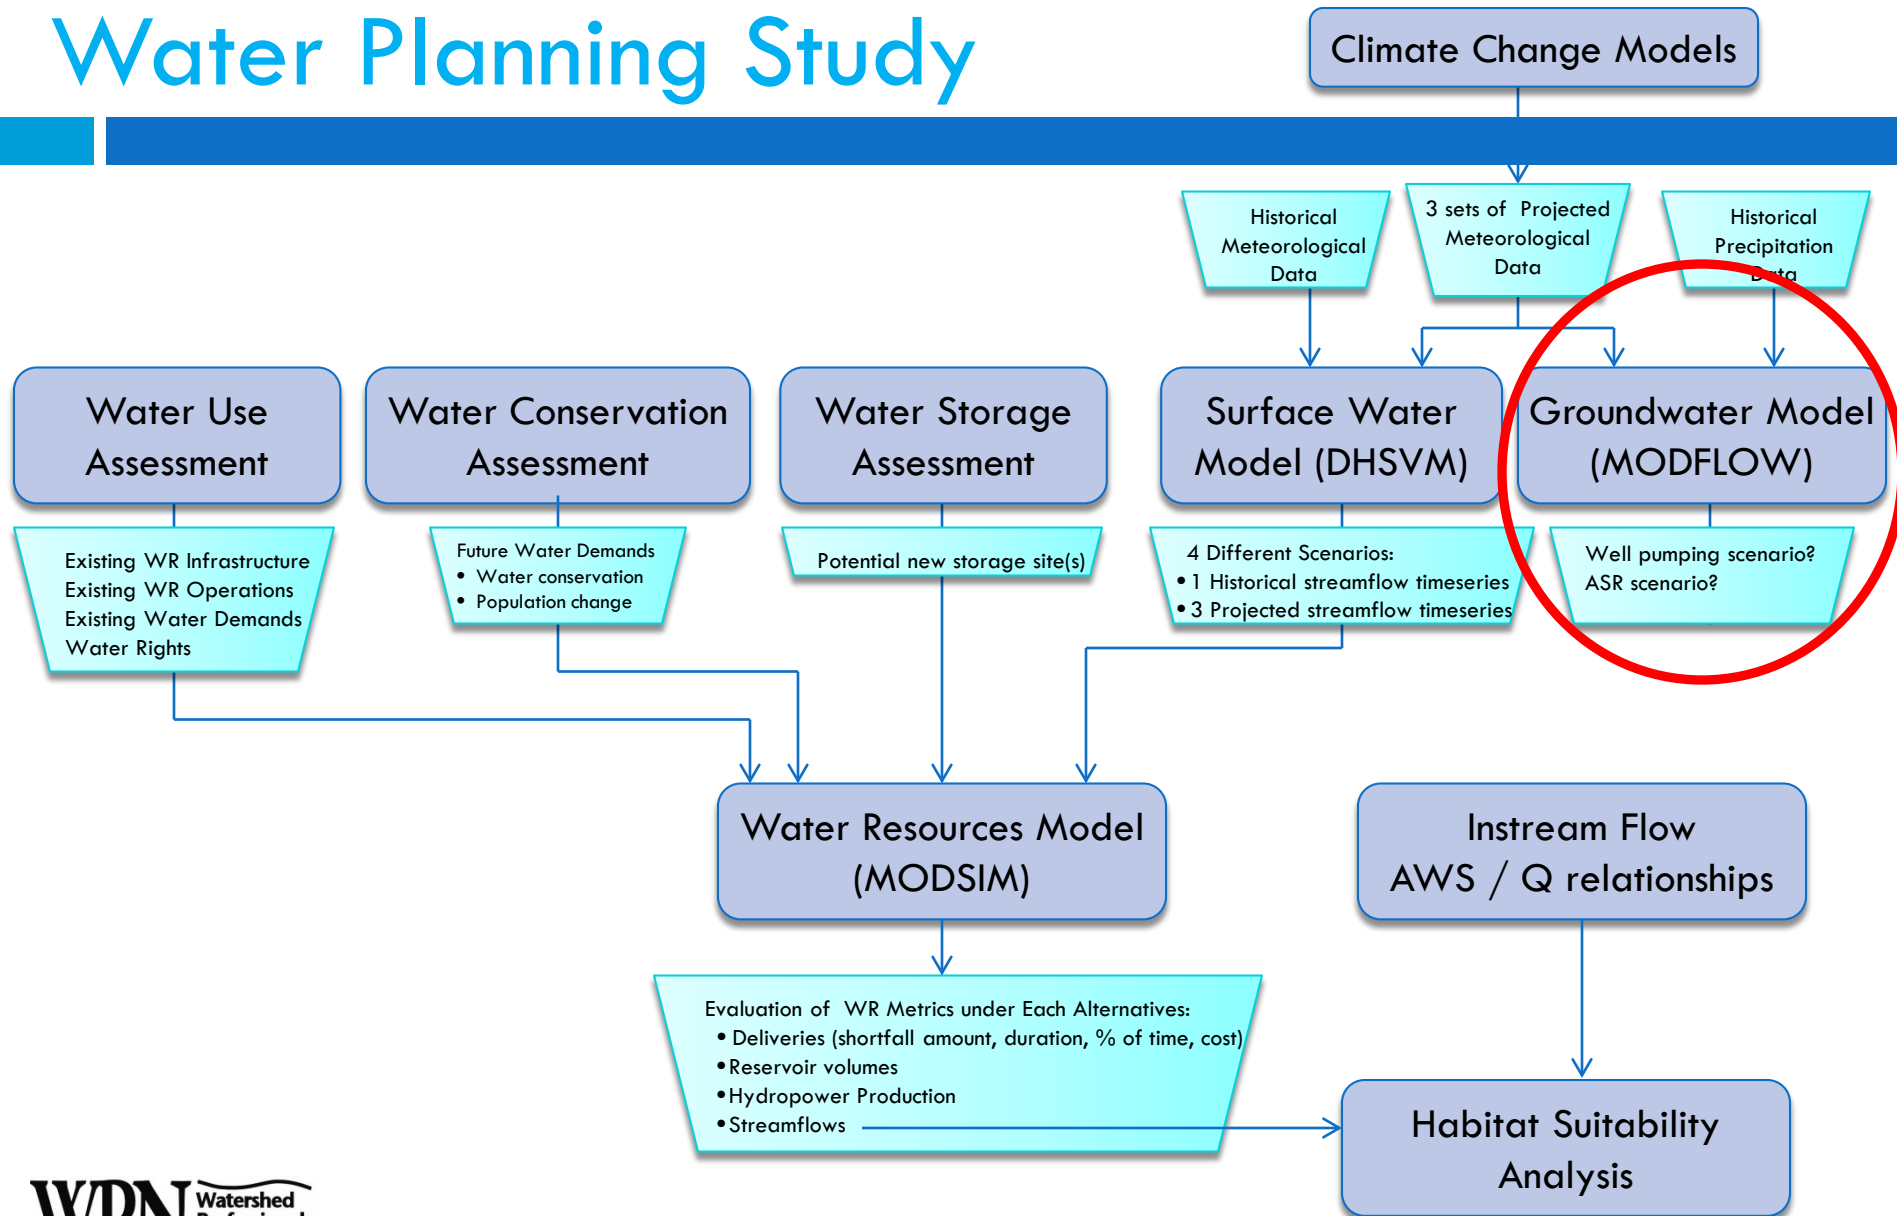 Water Planning Study
Climate Change Models
Historical
Meteorological
Data
3 sets of Projected
Meteorological
Data
Historical
Precipitation
Data
Water Use
Assessment
Water Conservation
Assessment
Water Storage
Assessment
Surface Water
Model (DHSVM)
Groundwater Model
(MODFLOW)
Existing WR Infrastructure
Existing WR Operations
Existing Water Demands
Water Rights
Future Water Demands
• Water conservation
• Population change
Potential new storage site(s)
4 Different Scenarios:
• 1 Historical streamflow timeseries
• 3 Projected streamflow timeseries
Well pumping scenario?
ASR scenario?
Water Resources Model
(MODSIM)
Instream Flow
AWS / Q relationships
Evaluation of WR Metrics under Each Alternatives:
• Deliveries (shortfall amount, duration, % of time, cost)
• Reservoir volumes
• Hydropower Production
• Streamflows
Habitat Suitability
Analysis
WPN
Watershed